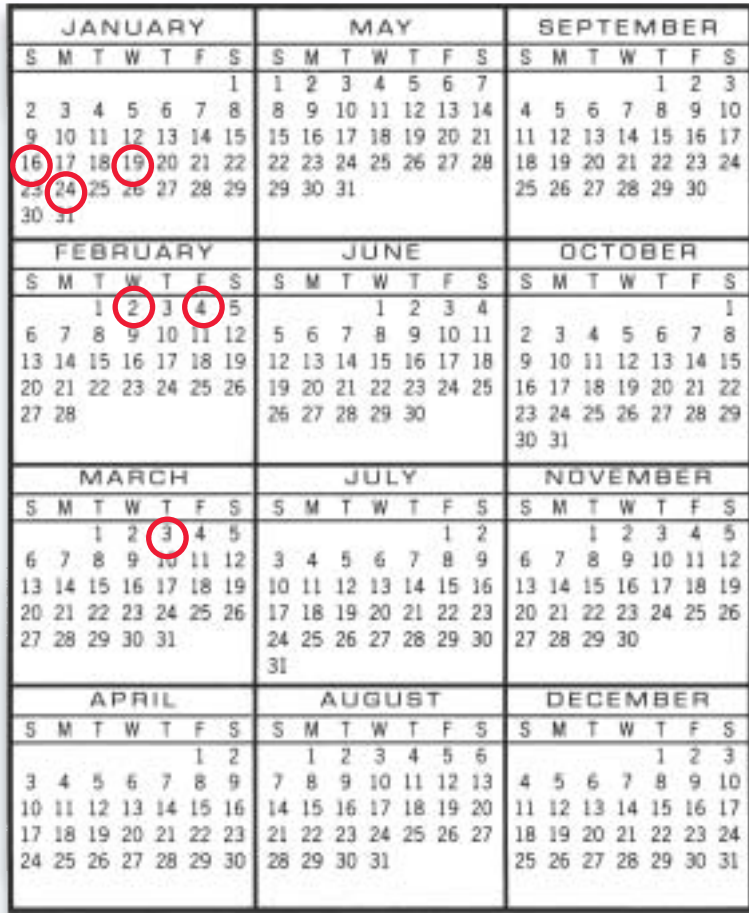 JANUARY
S M T W T F S
1
2 3 4 5 6 7 8
9 10 11 12 13 14 15
16 17 18 19 20 21 22
23 24 25 26 27 28 29
30 31
FEBRUARY
S M T W T F S
1 2 3 4 5
6 7 8 9 10 11 12
13 14 15 16 17 18 19
20 21 22 23 24 25 26
27 28
MARCH
S M T W T F S
1 2 3 4 5
6 7 8 9 10 11 12
13 14 15 16 17 18 19
20 21 22 23 24 25 26
27 28 29 30 31
APRIL
S M T W T F S
1 2
3 4 5 6 7 8 9
10 11 12 13 14 15 16
17 18 19 20 21 22 23
24 25 26 27 28 29 30
MAY
S M T W T F S
1 2 3 4 5 6 7
8 9 10 11 12 13 14
15 16 17 18 19 20 21
22 23 24 25 26 27 28
29 30 31
JUNE
S M T W T F S
1 2 3 4
5 6 7 8 9 10 11
12 13 14 15 16 17 18
19 20 21 22 23 24 25
26 27 28 29 30
JULY
S M T W T F S
1 2
3 4 5 6 7 8 9
10 11 12 13 14 15 16
17 18 19 20 21 22 23
24 25 26 27 28 29 30
31
AUGUST
S M T W T F S
1 2 3 4 5 6
7 8 9 10 11 12 13
14 15 16 17 18 19 20
21 22 23 24 25 26 27
28 29 30 31
SEPTEMBER
S M T W T F S
1 2 3
4 5 6 7 8 9 10
11 12 13 14 15 16 17
18 19 20 21 22 23 24
25 26 27 28 29 30
OCTOBER
S M T W T F S
1
2 3 4 5 6 7 8
9 10 11 12 13 14 15
16 17 18 19 20 21 22
23 24 25 26 27 28 29
30 31
NOVEMBER
S M T W T F S
1 2 3 4 5
6 7 8 9 10 11 12
13 14 15 16 17 18 19
20 21 22 23 24 25 26
27 28 29 30
DECEMBER
S M T W T F S
1 2 3
4 5 6 7 8 9 10
11 12 13 14 15 16 17
18 19 20 21 22 23 24
25 26 27 28 29 30 31